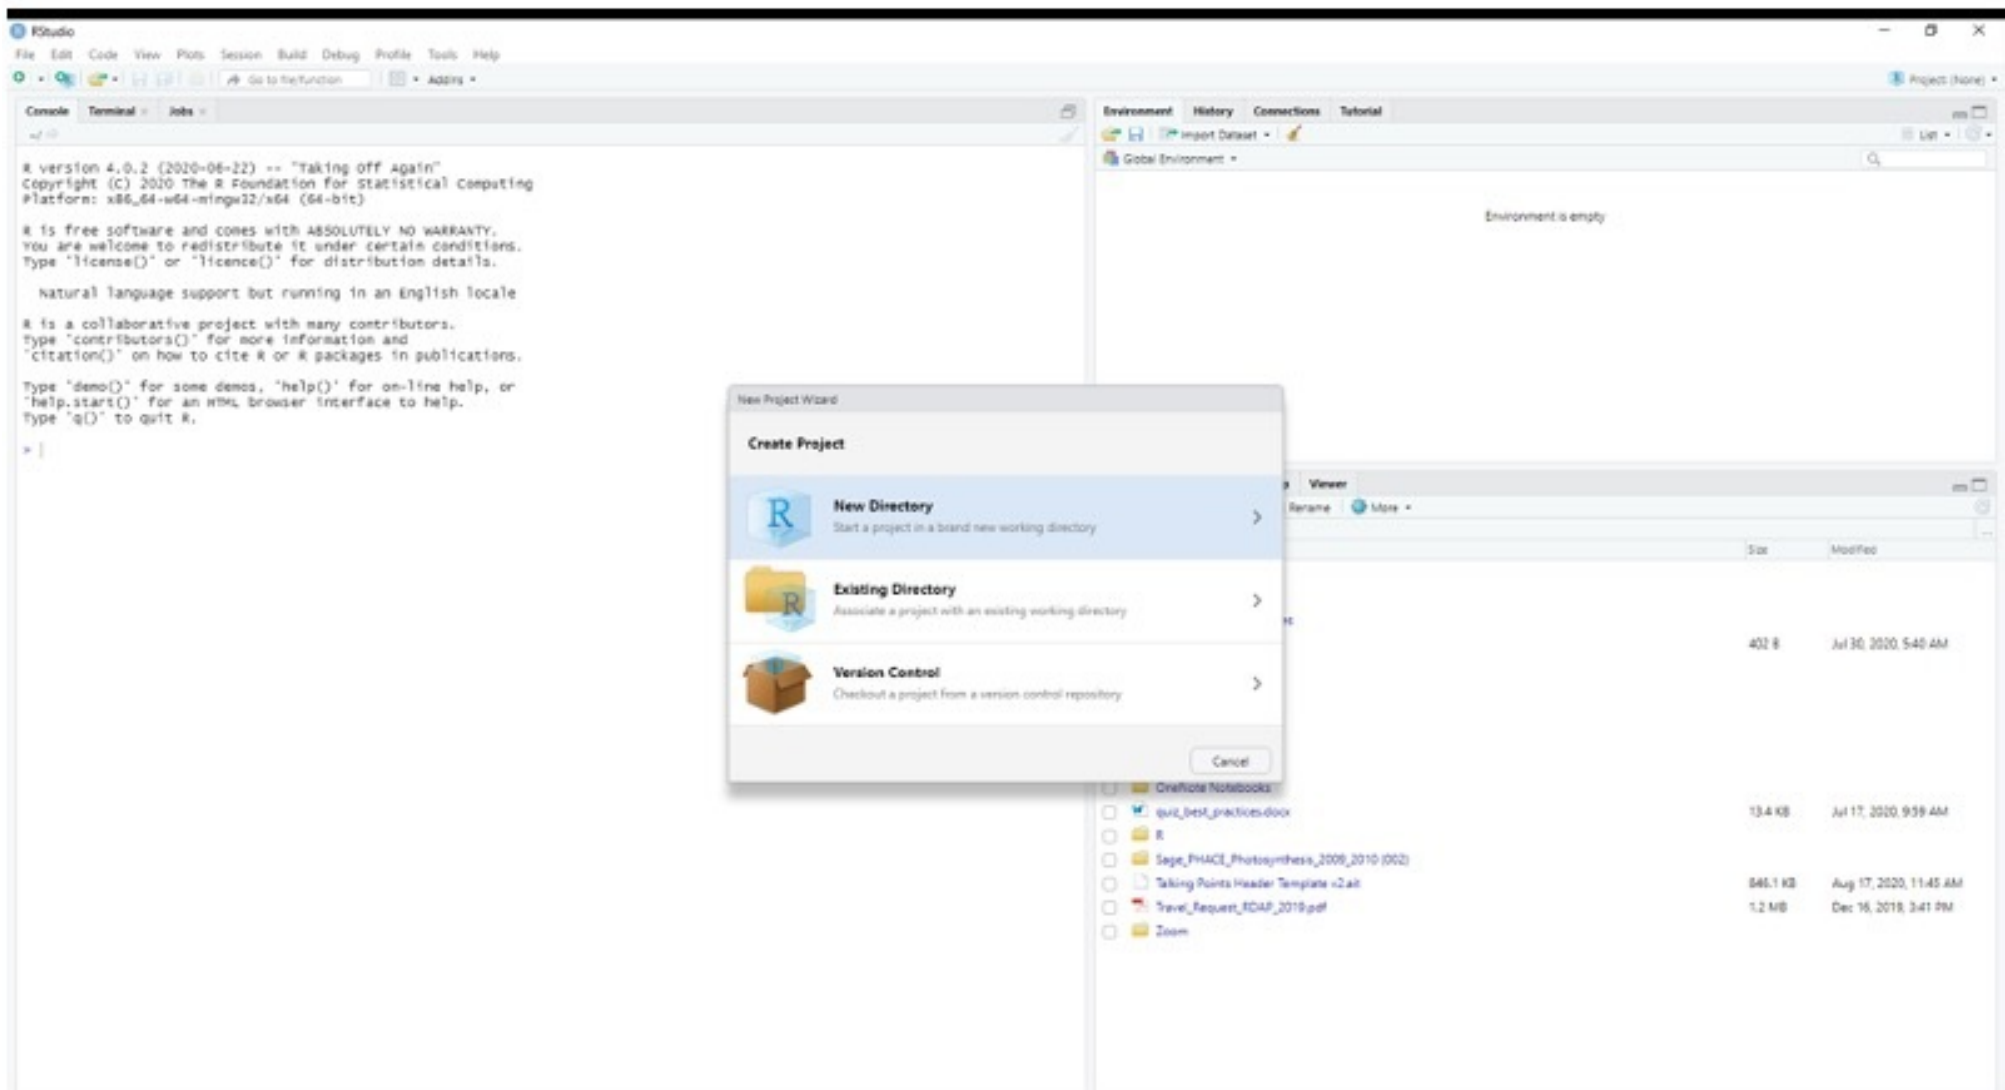 RStudio
File Edit Code View Plots Session Build Debug Profile Tools Help
Go to file/function Addins Project: (None)
Console Terminal Jobs
~/
R version 4.0.2 (2020-06-22) -- "Taking Off Again"
Copyright (C) 2020 The R Foundation for Statistical Computing
Platform: x86_64-w64-mingw32/x64 (64-bit)
R is free software and comes with ABSOLUTELY NO WARRANTY.
You are welcome to redistribute it under certain conditions.
Type 'license()' or 'licence()' for distribution details.
Natural language support but running in an English locale
R is a collaborative project with many contributors.
Type 'contributors()' for more information and
'citation()' on how to cite R or R packages in publications.
Type 'demo()' for some demos, 'help()' for on-line help, or
'help.start()' for an HTML browser interface to help.
Type 'q()' to quit R.
>
Environment History Connections Tutorial
Import Dataset List
Global Environment
Environment is empty
New Project Wizard
Create Project
R New Directory
Start a project in a brand new working directory
R Existing Directory
Associate a project with an existing working directory
Version Control
Checkout a project from a version control repository
Cancel
Viewer
Rename More
Size Modified
402 B Jul 30, 2020, 5:40 AM
OneNote Notebooks
quiz_best_practices.docx 13.4 KB Jul 17, 2020, 9:59 AM
R
Sage_PHACE_Photosynthesis_2009_2010 (002)
Talking Points Header Template v2.ait 846.1 KB Aug 17, 2020, 11:45 AM
Travel_Request_RDAP_2019.pdf 1.2 MB Dec 16, 2019, 3:41 PM
Zoom